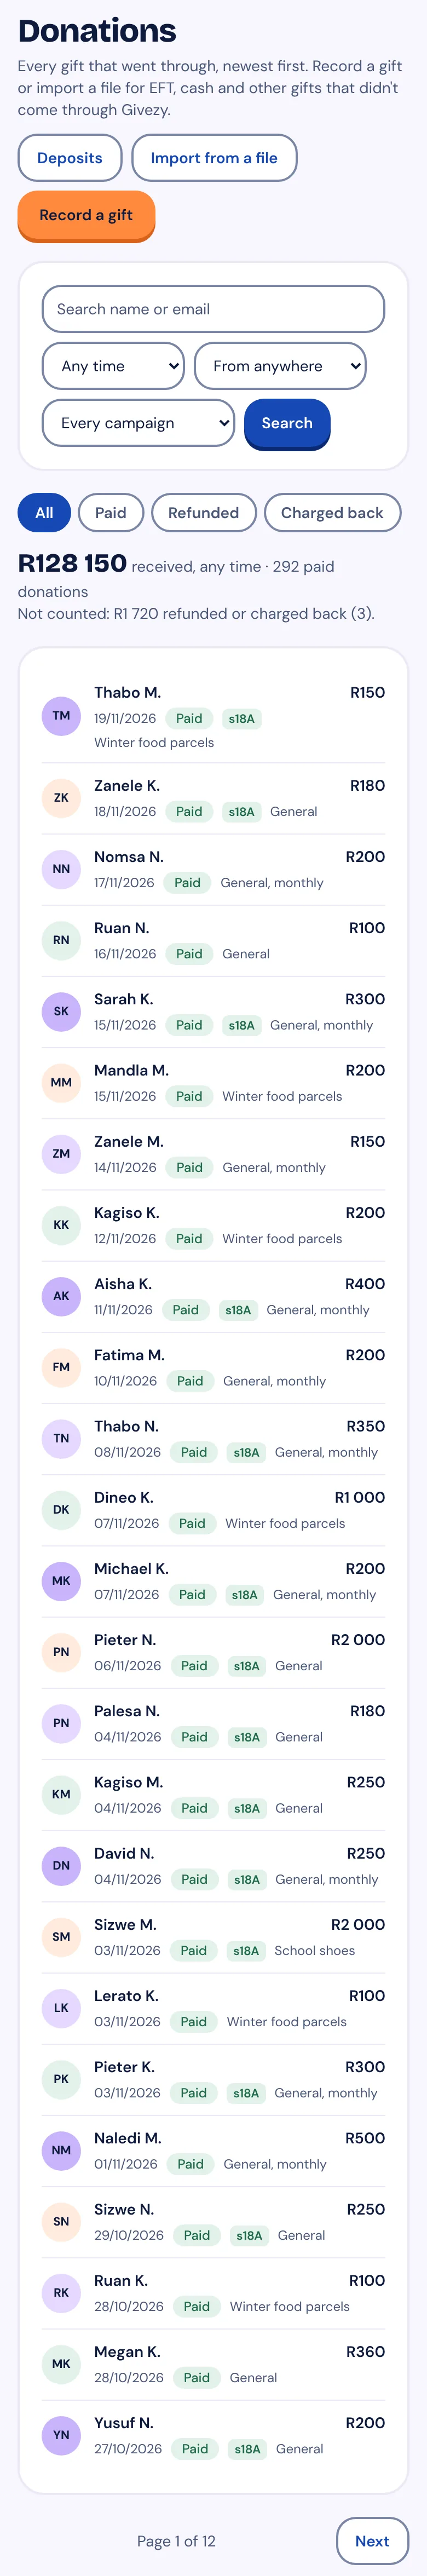 Donations
Every gift that went through, newest first. Record a gift
or import a file for EFT, cash and other gifts that didn't
come through Givezy.
Deposits
Import from a file
Record a gift
Search name or email
Any time
From anywhere
Every campaign
Search
All
Paid
Refunded
Charged back
R128 150 received, any time · 292 paid
donations
Not counted: R1 720 refunded or charged back (3).
TM
Thabo M.
R150
19/11/2026 Paid s18A
Winter food parcels
ZK
Zanele K.
R180
18/11/2026 Paid s18A General
NN
Nomsa N.
R200
17/11/2026 Paid General, monthly
RN
Ruan N.
R100
16/11/2026 Paid General
SK
Sarah K.
R300
15/11/2026 Paid s18A General, monthly
MM
Mandla M.
R200
15/11/2026 Paid Winter food parcels
ZM
Zanele M.
R150
14/11/2026 Paid General, monthly
KK
Kagiso K.
R200
12/11/2026 Paid Winter food parcels
AK
Aisha K.
R400
11/11/2026 Paid s18A General, monthly
FM
Fatima M.
R200
10/11/2026 Paid General, monthly
TN
Thabo N.
R350
08/11/2026 Paid s18A General, monthly
DK
Dineo K.
R1 000
07/11/2026 Paid Winter food parcels
MK
Michael K.
R200
07/11/2026 Paid s18A General, monthly
PN
Pieter N.
R2 000
06/11/2026 Paid s18A General
PN
Palesa N.
R180
04/11/2026 Paid s18A General
KM
Kagiso M.
R250
04/11/2026 Paid s18A General
DN
David N.
R250
04/11/2026 Paid s18A General, monthly
SM
Sizwe M.
R2 000
03/11/2026 Paid s18A School shoes
LK
Lerato K.
R100
03/11/2026 Paid Winter food parcels
PK
Pieter K.
R300
03/11/2026 Paid s18A General, monthly
NM
Naledi M.
R500
01/11/2026 Paid General, monthly
SN
Sizwe N.
R250
29/10/2026 Paid s18A General
RK
Ruan K.
R100
28/10/2026 Paid Winter food parcels
MK
Megan K.
R360
28/10/2026 Paid General
YN
Yusuf N.
R200
27/10/2026 Paid s18A General
Page 1 of 12
Next